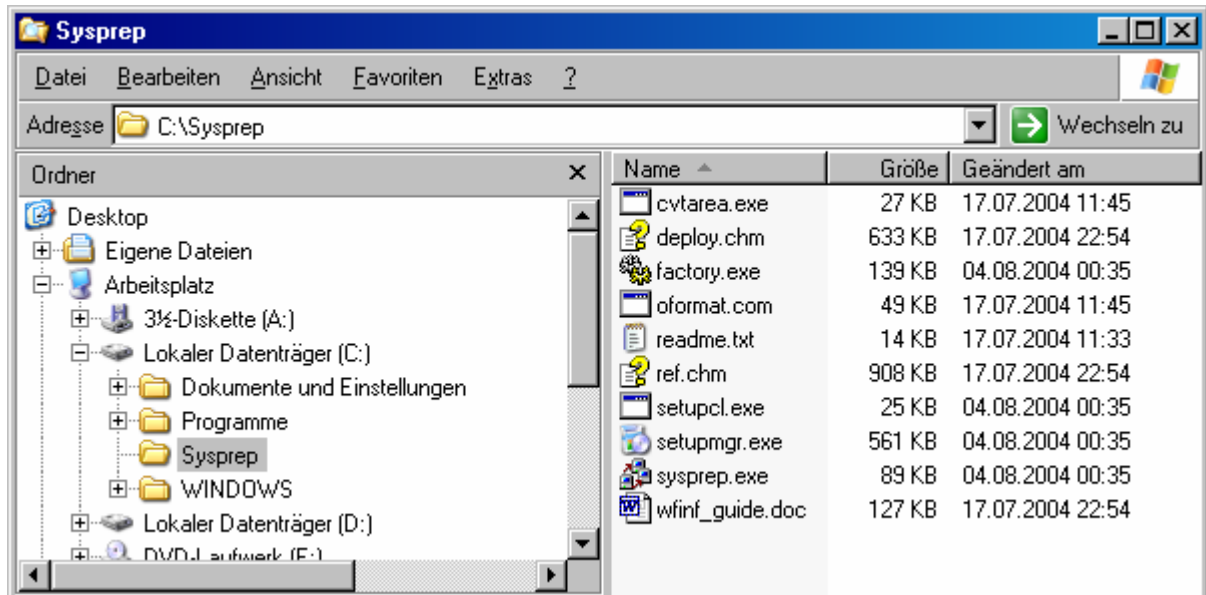 Sysprep
Datei Bearbeiten Ansicht Favoriten Extras ?
Adresse C:\Sysprep Wechseln zu
Ordner
Desktop
Eigene Dateien
Arbeitsplatz
3½-Diskette (A:)
Lokaler Datenträger (C:)
Dokumente und Einstellungen
Programme
Sysprep
WINDOWS
Lokaler Datenträger (D:)
DVD-Laufwerk (E:)
Name Größe Geändert am
cvtarea.exe 27 KB 17.07.2004 11:45
deploy.chm 633 KB 17.07.2004 22:54
factory.exe 139 KB 04.08.2004 00:35
oformat.com 49 KB 17.07.2004 11:45
readme.txt 14 KB 17.07.2004 11:33
ref.chm 908 KB 17.07.2004 22:54
setupcl.exe 25 KB 04.08.2004 00:35
setupmgr.exe 561 KB 04.08.2004 00:35
sysprep.exe 89 KB 04.08.2004 00:35
wfinf_guide.doc 127 KB 17.07.2004 22:54